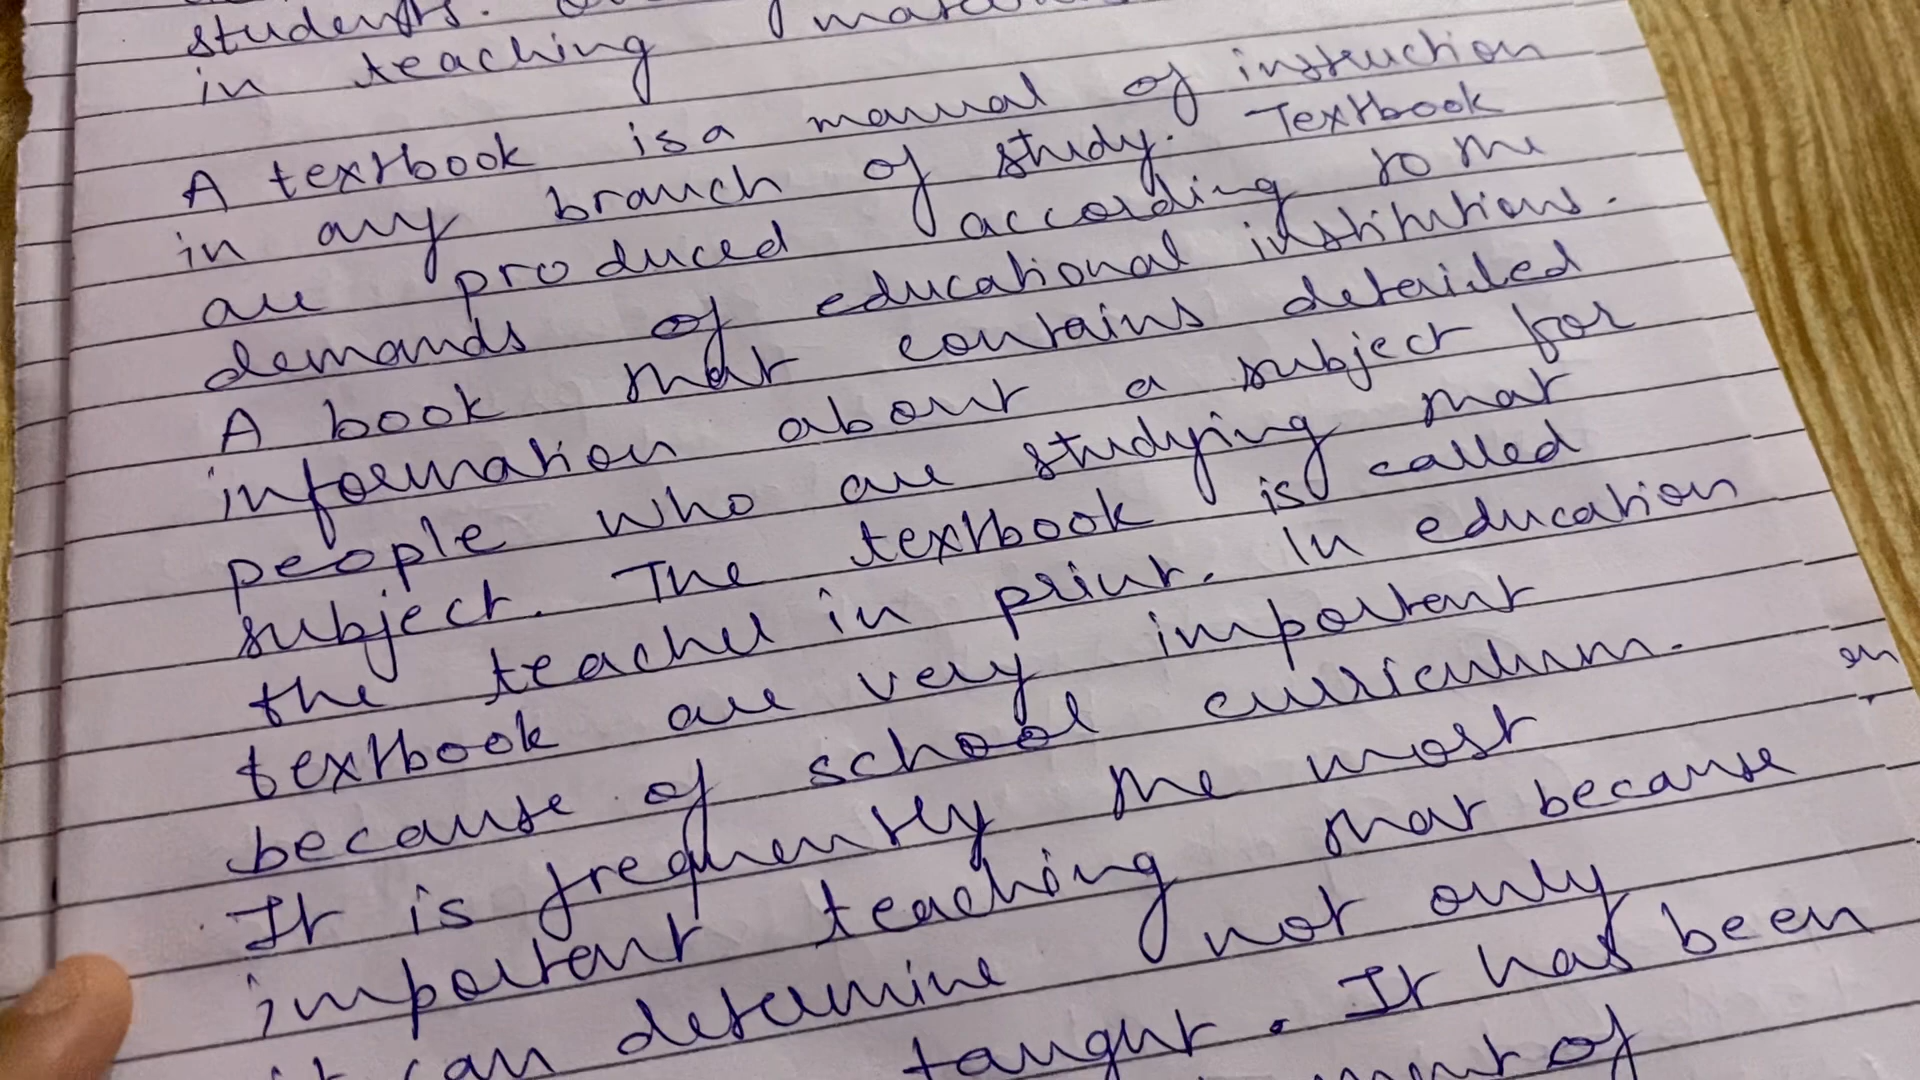 students.
in teaching
A textbook is a manual of instruction
in any branch of study. Textbook
are produced according to the
demands of educational institutions.
A book that contains detailed
information about a subject for
people who are studying that
subject. The textbook is called
the teacher in print. In education
textbook are very important
because of school curriculum.
It is frequently the most
important teaching that because
it can determine not only
taught. It has been
of